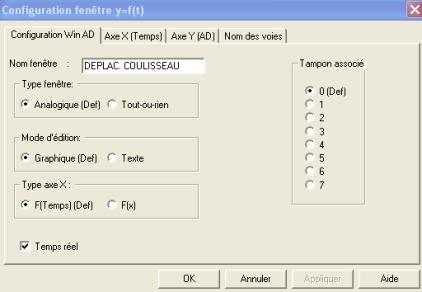 Configuration fenêtre y=f(t)
Configuration Win AD Axe X (Temps) Axe Y (AD) Nom des voies
Nom fenêtre : DEPLAC. COULISSEAU
Type fenêtre:
Analogique (Def) Tout-ou-rien
Mode d'édition:
Graphique (Def) Texte
Type axe X :
F(Temps) (Def) F(x)
Temps réel
Tampon associé
0 (Def)
1
2
3
4
5
6
7
OK Annuler Appliquer Aide